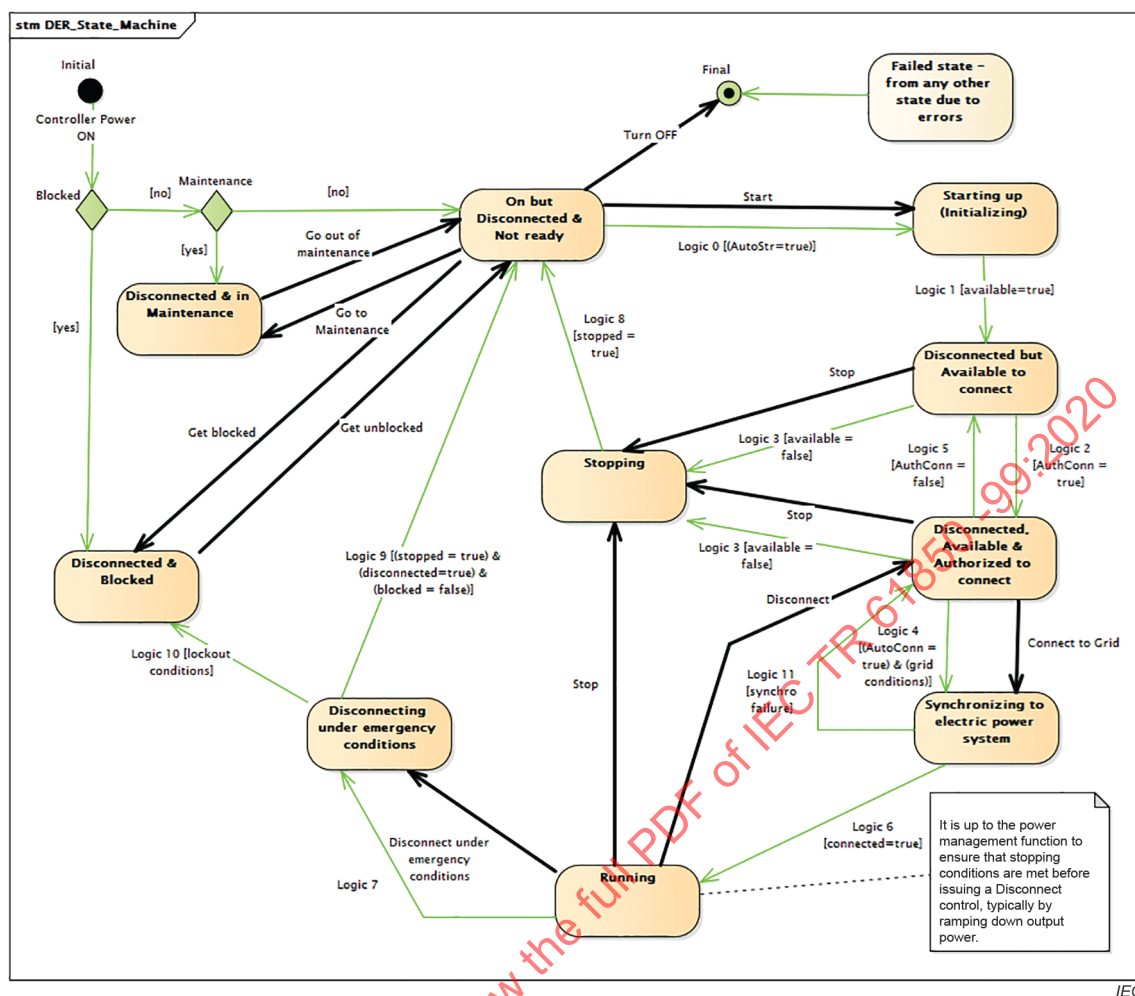 stm DER_State_Machine
Initial
Controller Power
ON
Blocked
[no]
Maintenance
[no]
[yes]
[yes]
Final
Turn OFF
Failed state –
from any other
state due to
errors
On but
Disconnected &
Not ready
Start
Logic 0 [(AutoStr=true)]
Starting up
(Initializing)
Go out of
maintenance
Disconnected & in
Maintenance
Go to
Maintenance
Logic 1 [available=true]
Logic 8
[stopped =
true]
Disconnected but
Available to
connect
Stop
Get blocked
Get unblocked
Logic 3 [available =
false]
Logic 5
[AuthConn =
false]
Logic 2
[AuthConn =
true]
Stopping
Stop
Disconnected,
Available &
Authorized to
connect
Logic 3 [available =
false]
Disconnected &
Blocked
Logic 9 [(stopped = true) &
(disconnected=true) &
(blocked = false)]
Disconnect
Logic 4
[(AutoConn =
true) & (grid
conditions)]
Connect to Grid
Logic 10 [lockout
conditions]
Stop
Logic 11
[synchro
failure]
Disconnecting
under emergency
conditions
Synchronizing to
electric power
system
Disconnect under
emergency
conditions
Logic 7
Logic 6
[connected=true]
Running
It is up to the power
management function to
ensure that stopping
conditions are met before
issuing a Disconnect
control, typically by
ramping down output
power.
w the full PDF of IEC TR 61850-99:2020
IEC